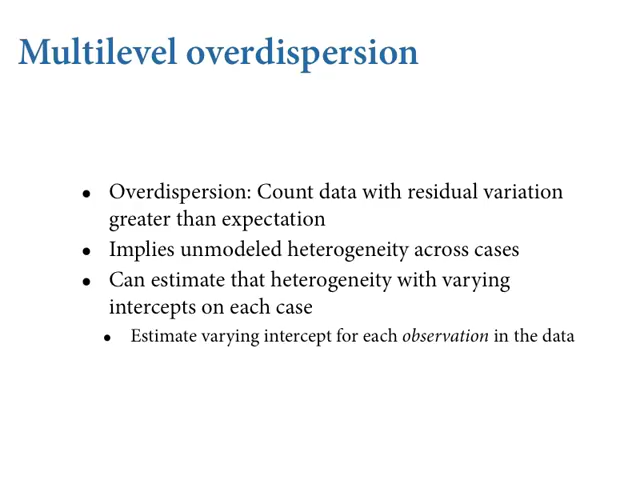 Multilevel overdispersion
• Overdispersion: Count data with residual variation
greater than expectation
• Implies unmodeled heterogeneity across cases
• Can estimate that heterogeneity with varying
intercepts on each case
• Estimate varying intercept for each observation in the data